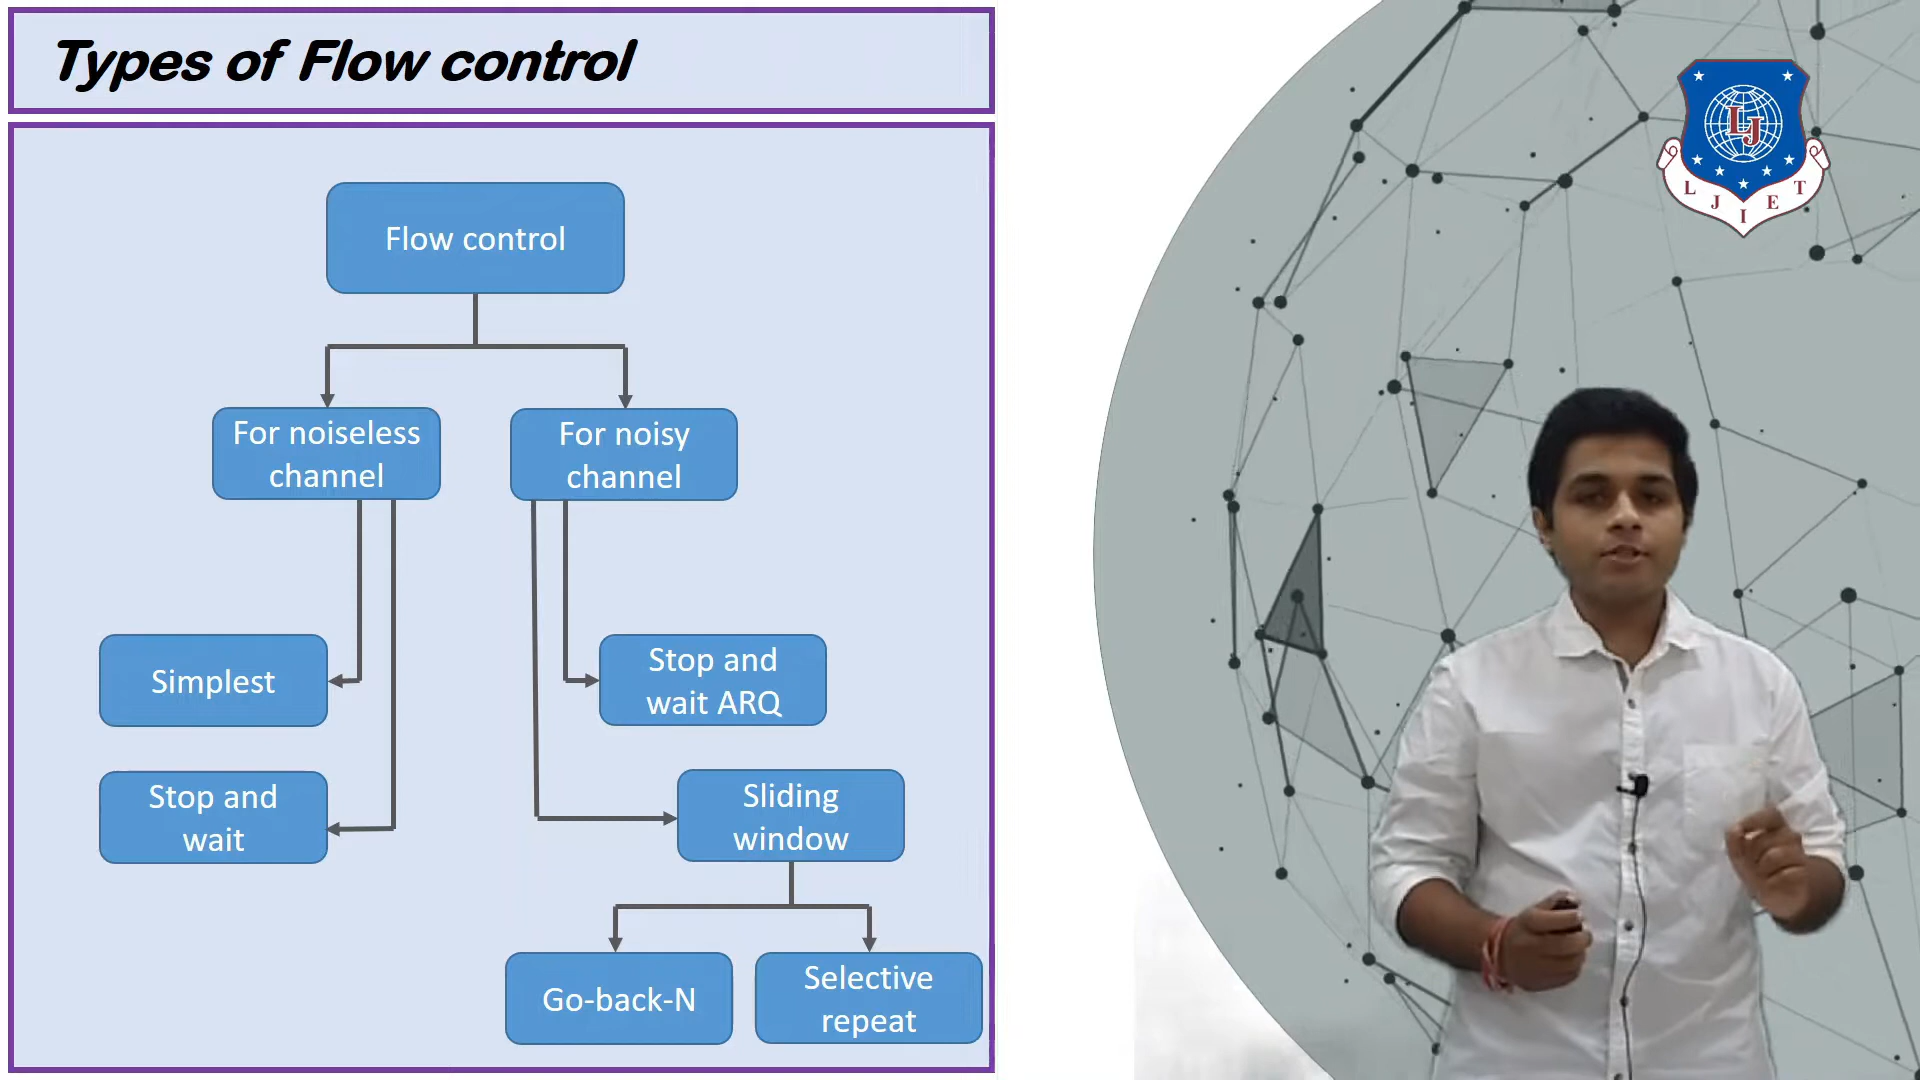 Types of Flow control
Flow control
For noiseless
channel
For noisy
channel
Simplest
Stop and
wait ARQ
Stop and
wait
Sliding
window
Go-back-N
Selective
repeat
LJ
L J I E T